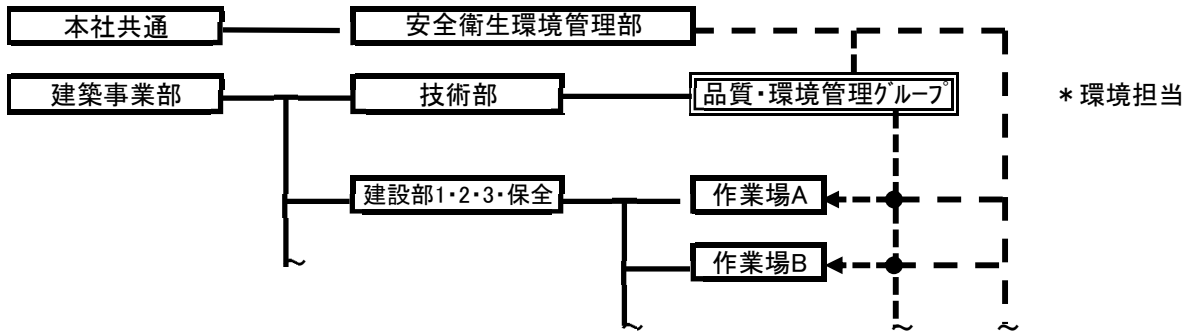 本社共通
安全衛生環境管理部
建築事業部
技術部
品質・環境管理ｸﾞﾙｰﾌﾟ
＊環境担当
建設部1・2・3・保全
作業場A
作業場B
～
～
～
～